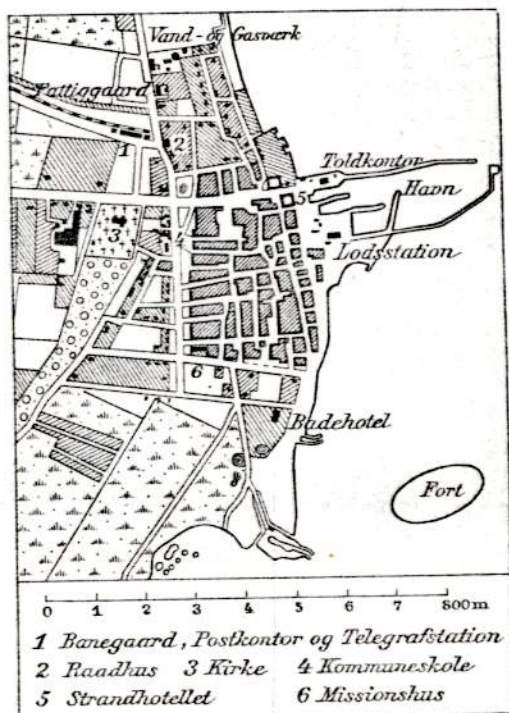 Vand- og Gasværk
Fattiggaard
2
1
Toldkontor
5
Havn
3
4
Lodsstation
6
Badehotel
Fort
0 1 2 3 4 5 6 7 800 m
1 Banegaard, Postkontor og Telegrafstation
2 Raadhus 3 Kirke 4 Kommuneskole
5 Strandhotellet 6 Missionshus